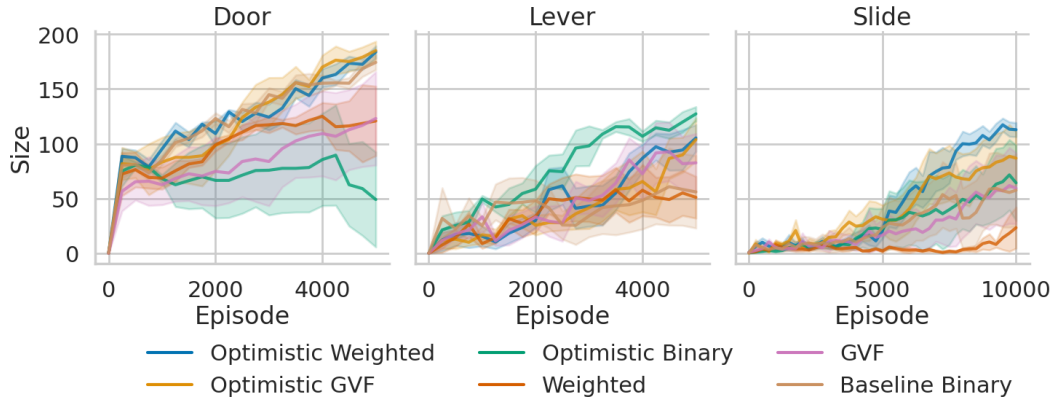 Door Lever Slide
200
150
100
50
0
Size
0 2000 4000 0 2000 4000 0 5000 10000
Episode Episode Episode
Optimistic Weighted Optimistic Binary GVF
Optimistic GVF Weighted Baseline Binary